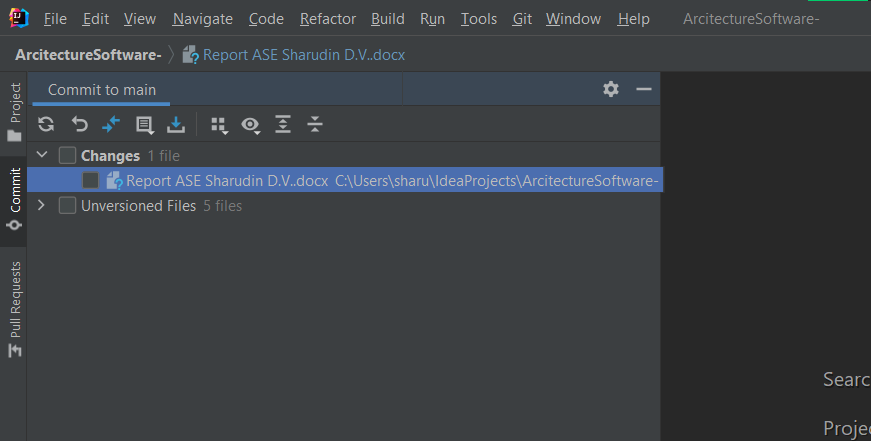 File Edit View Navigate Code Refactor Build Run Tools Git Window Help ArcitectureSoftware-
ArcitectureSoftware- Report ASE Sharudin D.V..docx
Project
Commit
Pull Requests
Commit to main
Changes 1 file
Report ASE Sharudin D.V..docx C:\Users\sharu\IdeaProjects\ArcitectureSoftware-
Unversioned Files 5 files
Searc
Proje